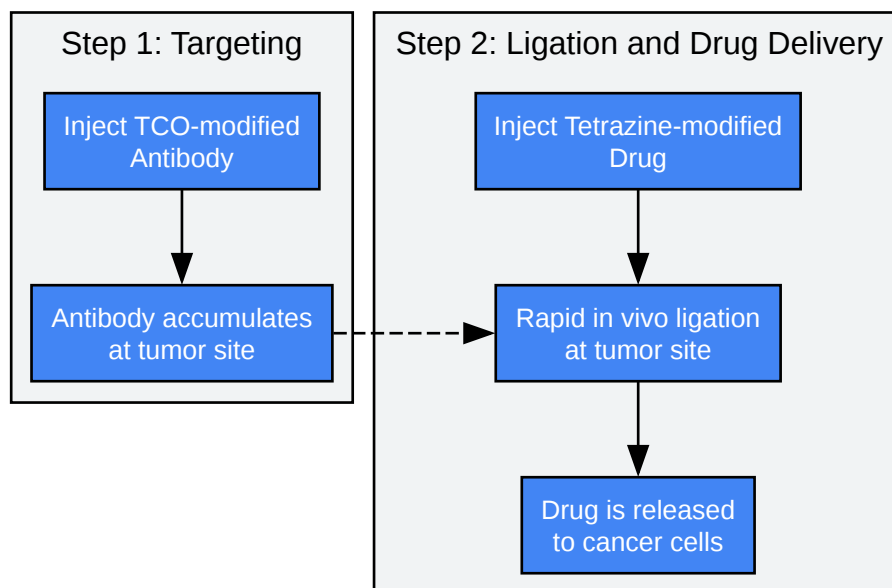 Step 1: Targeting
Inject TCO-modified
Antibody
Antibody accumulates
at tumor site
Step 2: Ligation and Drug Delivery
Inject Tetrazine-modified
Drug
Rapid in vivo ligation
at tumor site
Drug is released
to cancer cells